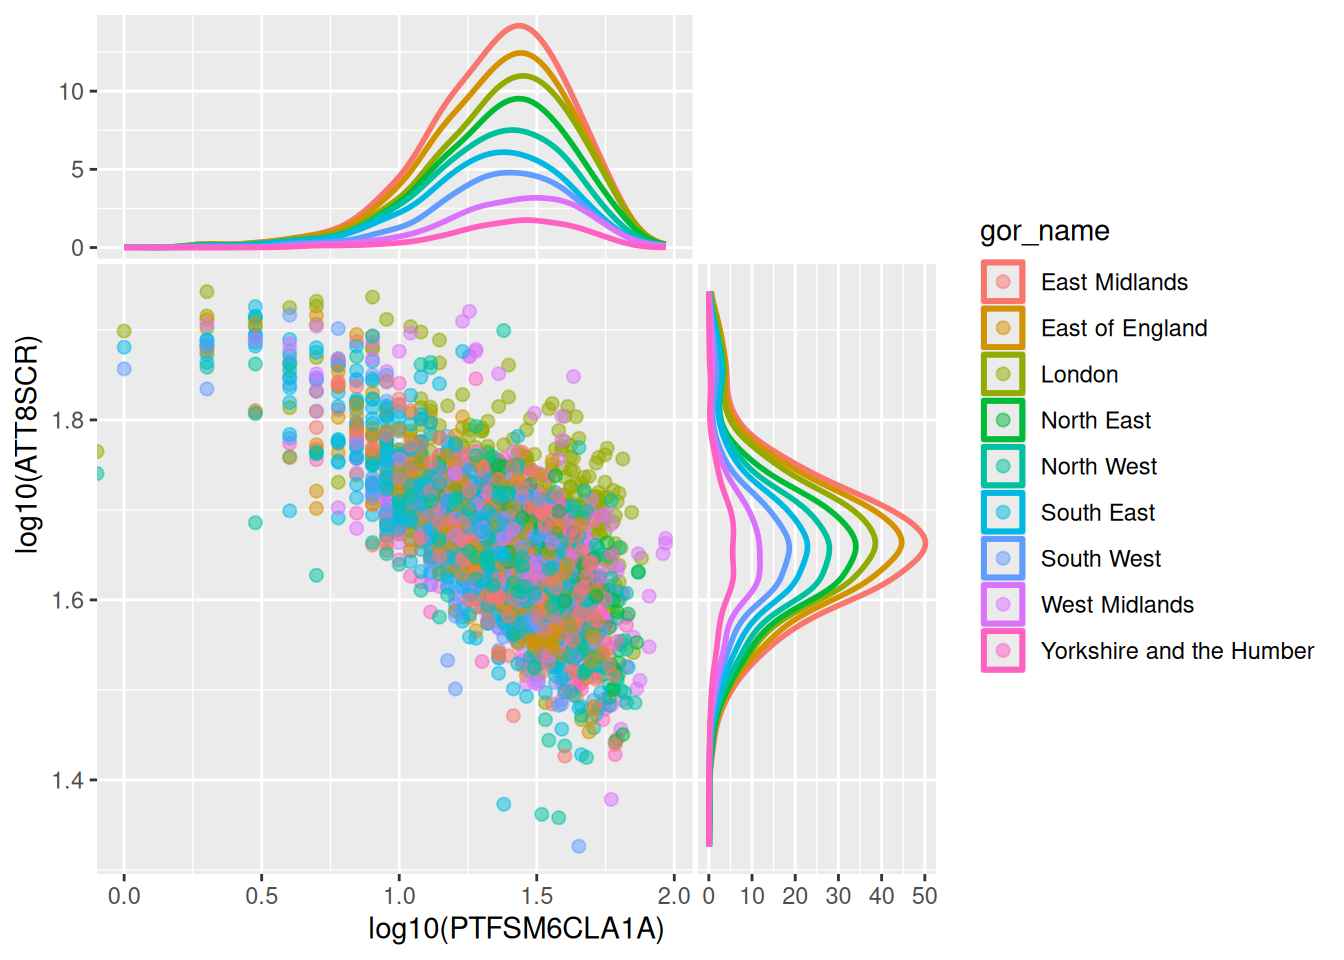 10
5
0
log10(ATT8SCR)
1.8
1.6
1.4
0.0 0.5 1.0 1.5 2.0
0 10 20 30 40 50
log10(PTFSM6CLA1A)
gor_name
East Midlands
East of England
London
North East
North West
South East
South West
West Midlands
Yorkshire and the Humber